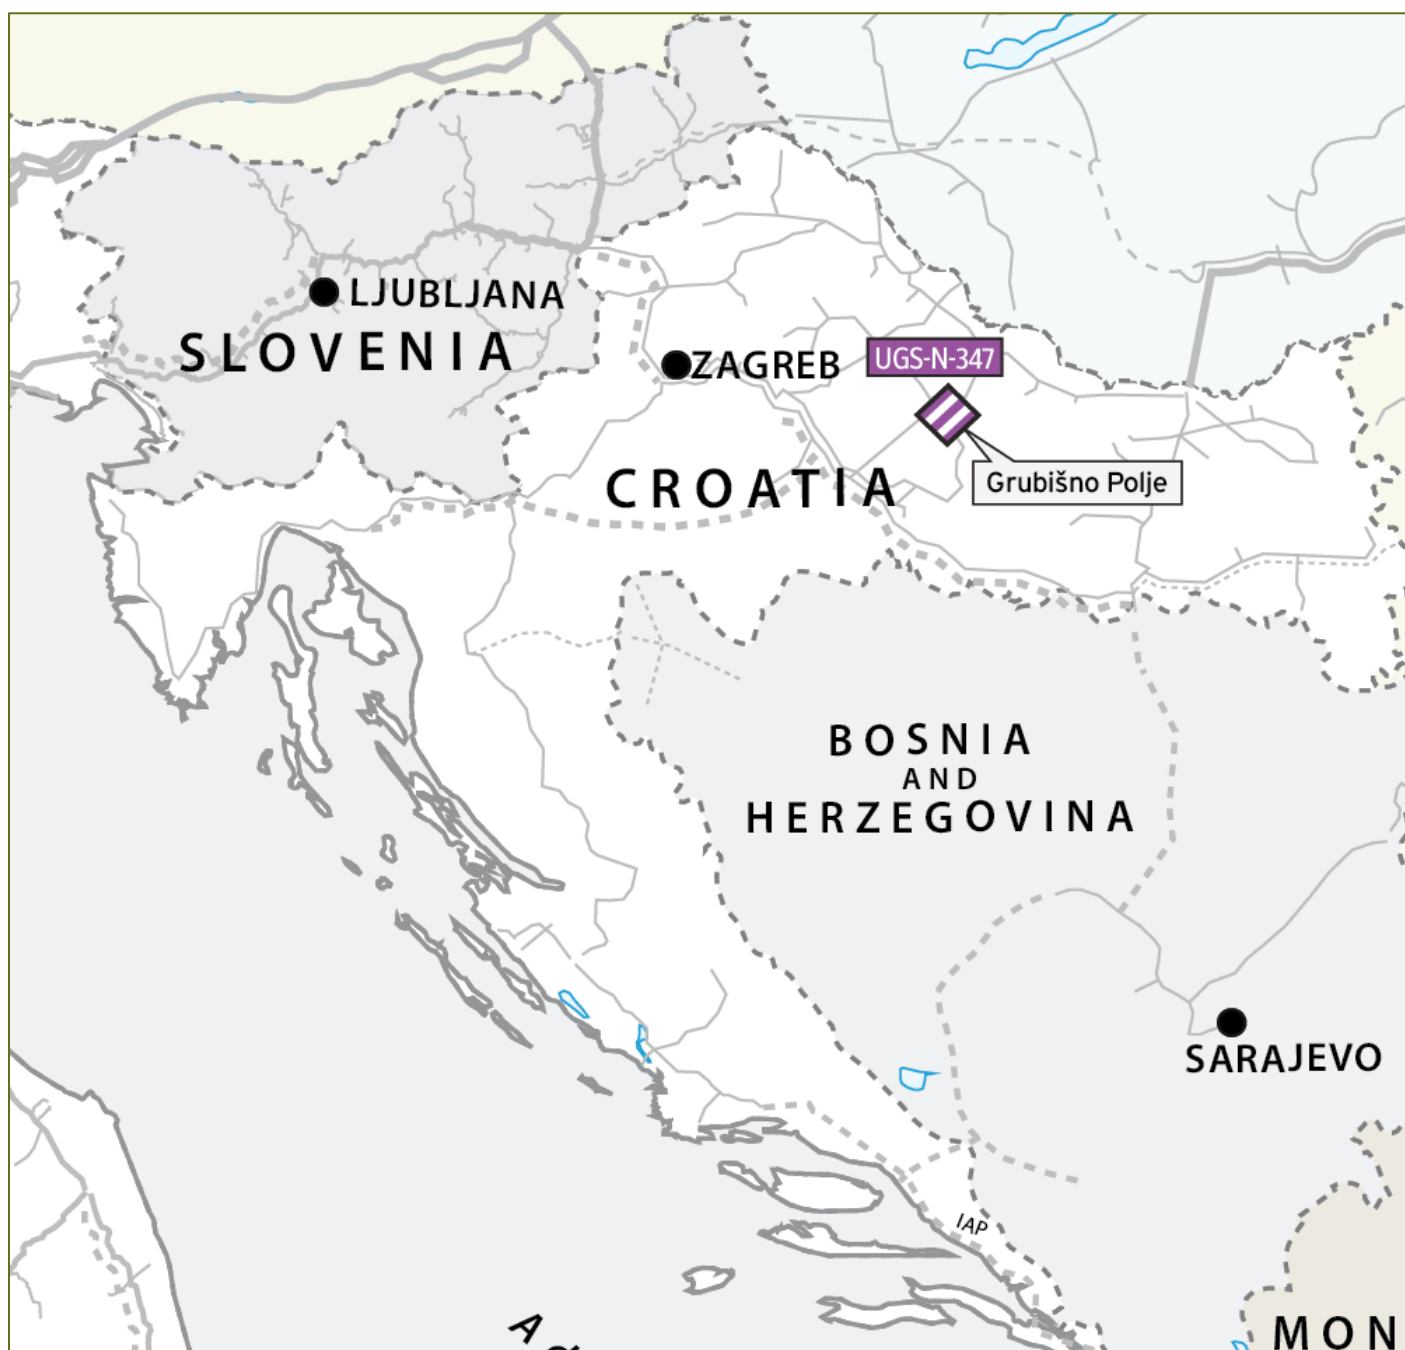 LJUBLJANA
SLOVENIA
ZAGREB
UGS-N-347
CROATIA
Grubišno Polje
BOSNIA
AND
HERZEGOVINA
SARAJEVO
IAP
MON